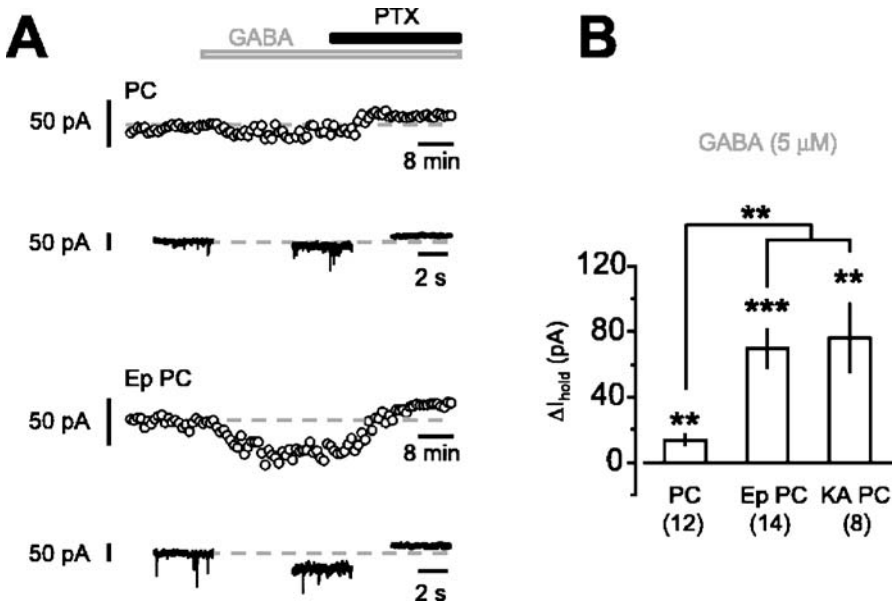 A
PTX
GABA
PC
50 pA
8 min
50 pA
2 s
Ep PC
50 pA
8 min
50 pA
2 s
B
GABA (5 μM)
**
**
***
**
120
80
40
0
ΔIhold (pA)
PC Ep PC KA PC
(12) (14) (8)